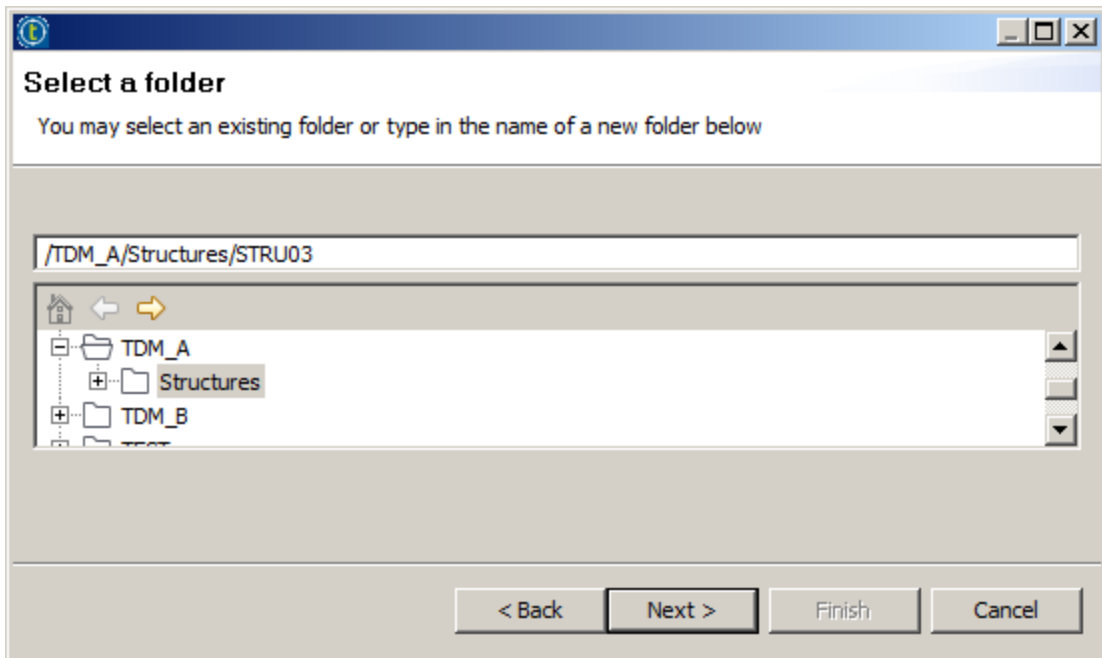 Select a folder
You may select an existing folder or type in the name of a new folder below
/TDM_A/Structures/STRU03
TDM_A
Structures
TDM_B
TEST
< Back Next > Finish Cancel